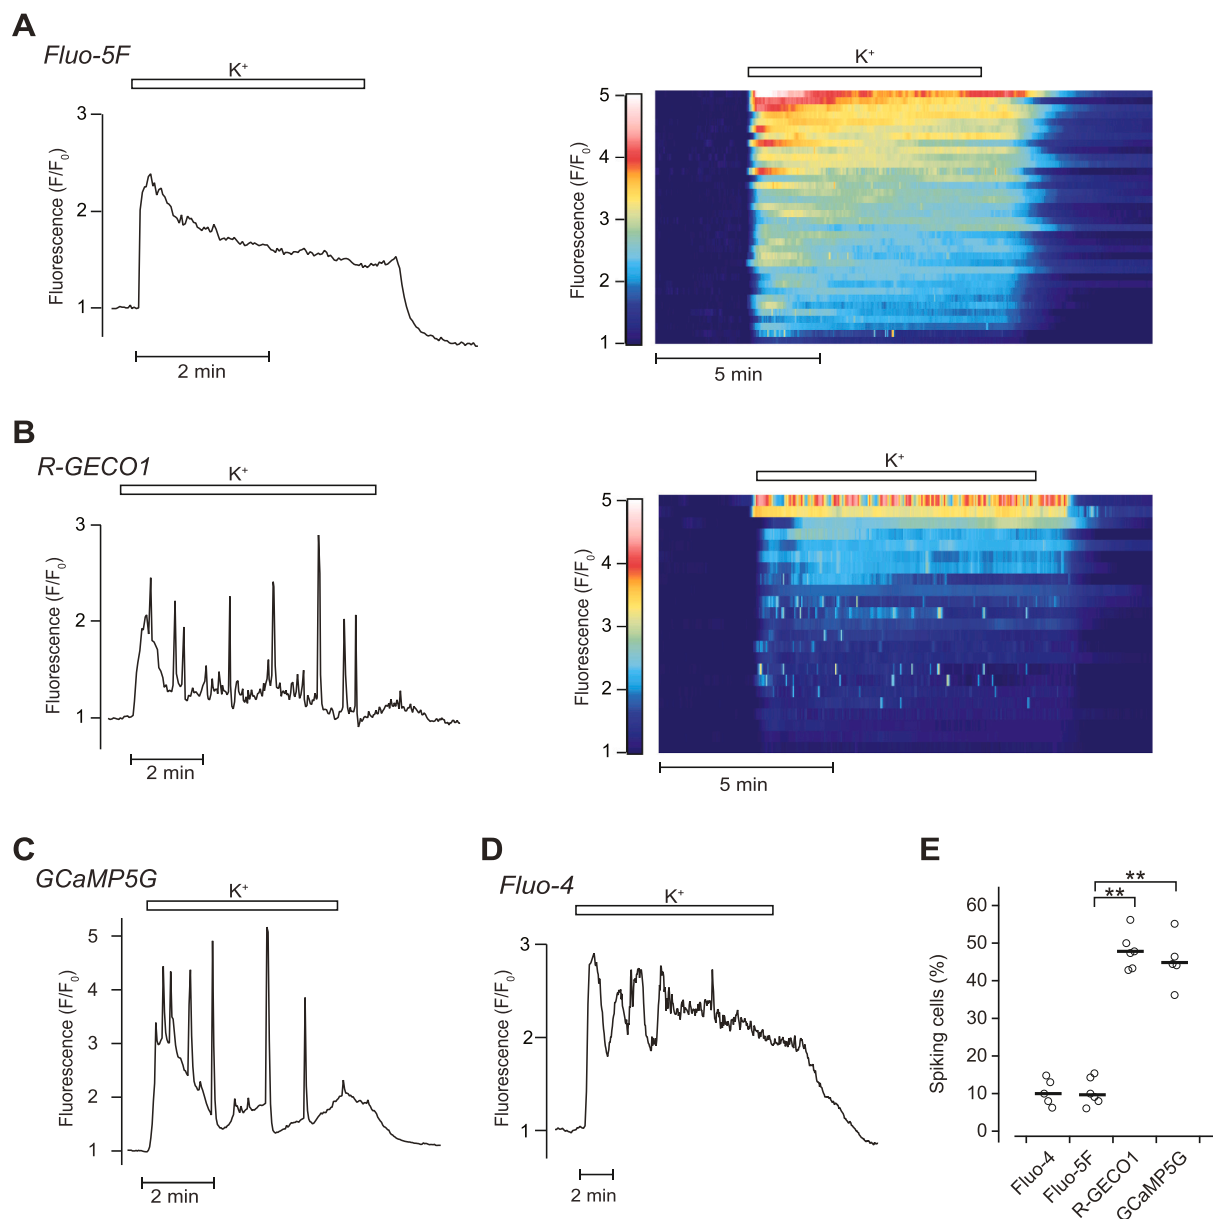 A
Fluo-5F
K+
Fluorescence (F/F0)
3
2
1
2 min
K+
Fluorescence (F/F0)
5
4
3
2
1
5 min
B
R-GECO1
K+
Fluorescence (F/F0)
3
2
1
2 min
K+
Fluorescence (F/F0)
5
4
3
2
1
5 min
C
GCaMP5G
K+
Fluorescence (F/F0)
5
4
3
2
1
2 min
D
Fluo-4
K+
Fluorescence (F/F0)
3
2
1
2 min
E
**
**
Spiking cells (%)
60
50
40
30
20
10
0
Fluo-4
Fluo-5F
R-GECO1
GCaMP5G